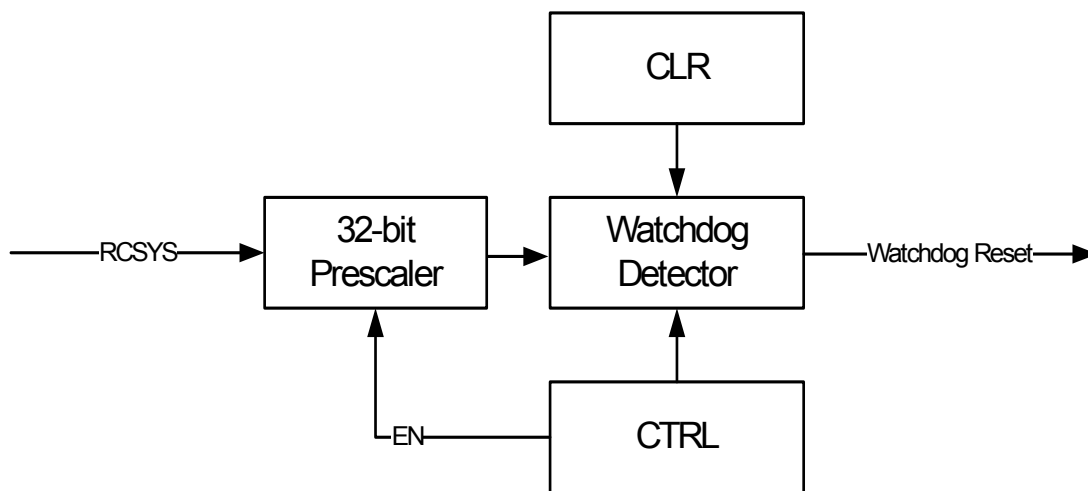 CLR
RCSYS
32-bit
Prescaler
Watchdog
Detector
Watchdog Reset
EN
CTRL